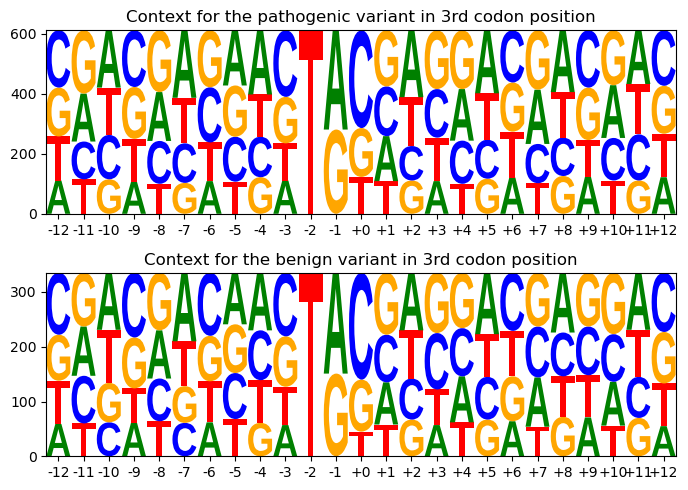 Context for the pathogenic variant in 3rd codon position
600
400
200
0
C G A C G A G A A C T A C G A G G A C G A C G A C
G A T G A T C G T G G G C T C A T G A T G A T G
T C C T C C T C C T T A C T C C T C C T C C T
A T G A T G A T G A T G A T G A T G A T G A
-12 -11 -10 -9 -8 -7 -6 -5 -4 -3 -2 -1 +0 +1 +2 +3 +4 +5 +6 +7 +8 +9 +10 +11 +12
Context for the benign variant in 3rd codon position
300
200
100
0
C G A C G A C A A C T A C G A G G A C G A G G A C
G A T G A T G G C G G G C T C C T T C C C C T G
T C G T C G T C T T T A C T A C G A T T A C T
A T C A T C A T G A T G A T G A T G A T G A
-12 -11 -10 -9 -8 -7 -6 -5 -4 -3 -2 -1 +0 +1 +2 +3 +4 +5 +6 +7 +8 +9 +10 +11 +12